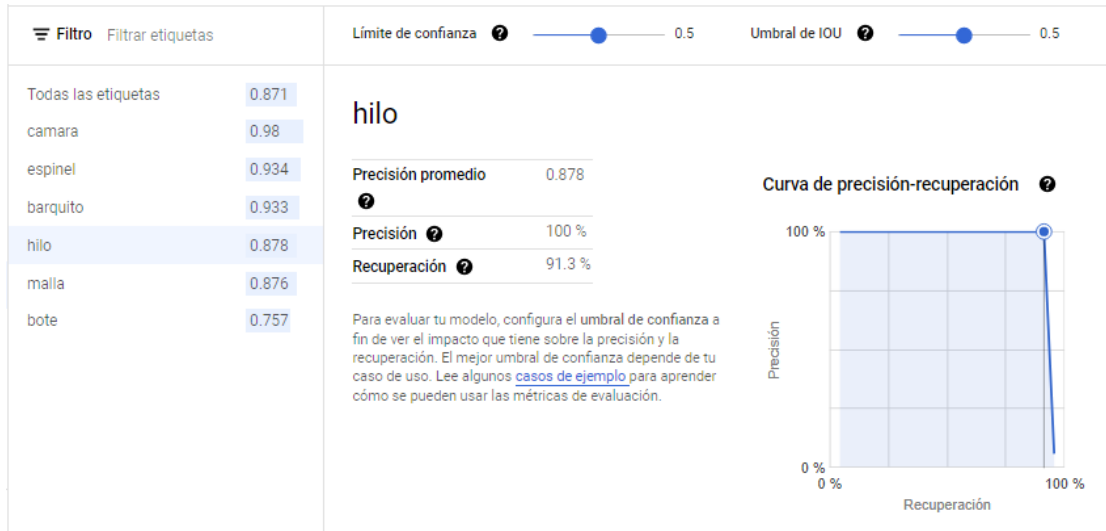 Filtro Filtrar etiquetas
Límite de confianza ? 0.5 Umbral de IOU ? 0.5
Todas las etiquetas 0.871
camara 0.98
espinel 0.934
barquito 0.933
hilo 0.878
malla 0.876
bote 0.757
hilo
Precisión promedio ? 0.878
Precisión ? 100 %
Recuperación ? 91.3 %
Para evaluar tu modelo, configura el umbral de confianza a
fin de ver el impacto que tiene sobre la precisión y la
recuperación. El mejor umbral de confianza depende de tu
caso de uso. Lee algunos casos de ejemplo para aprender
cómo se pueden usar las métricas de evaluación.
Curva de precisión-recuperación ?
100 %
Precisión
0 %
0 % 100 %
Recuperación